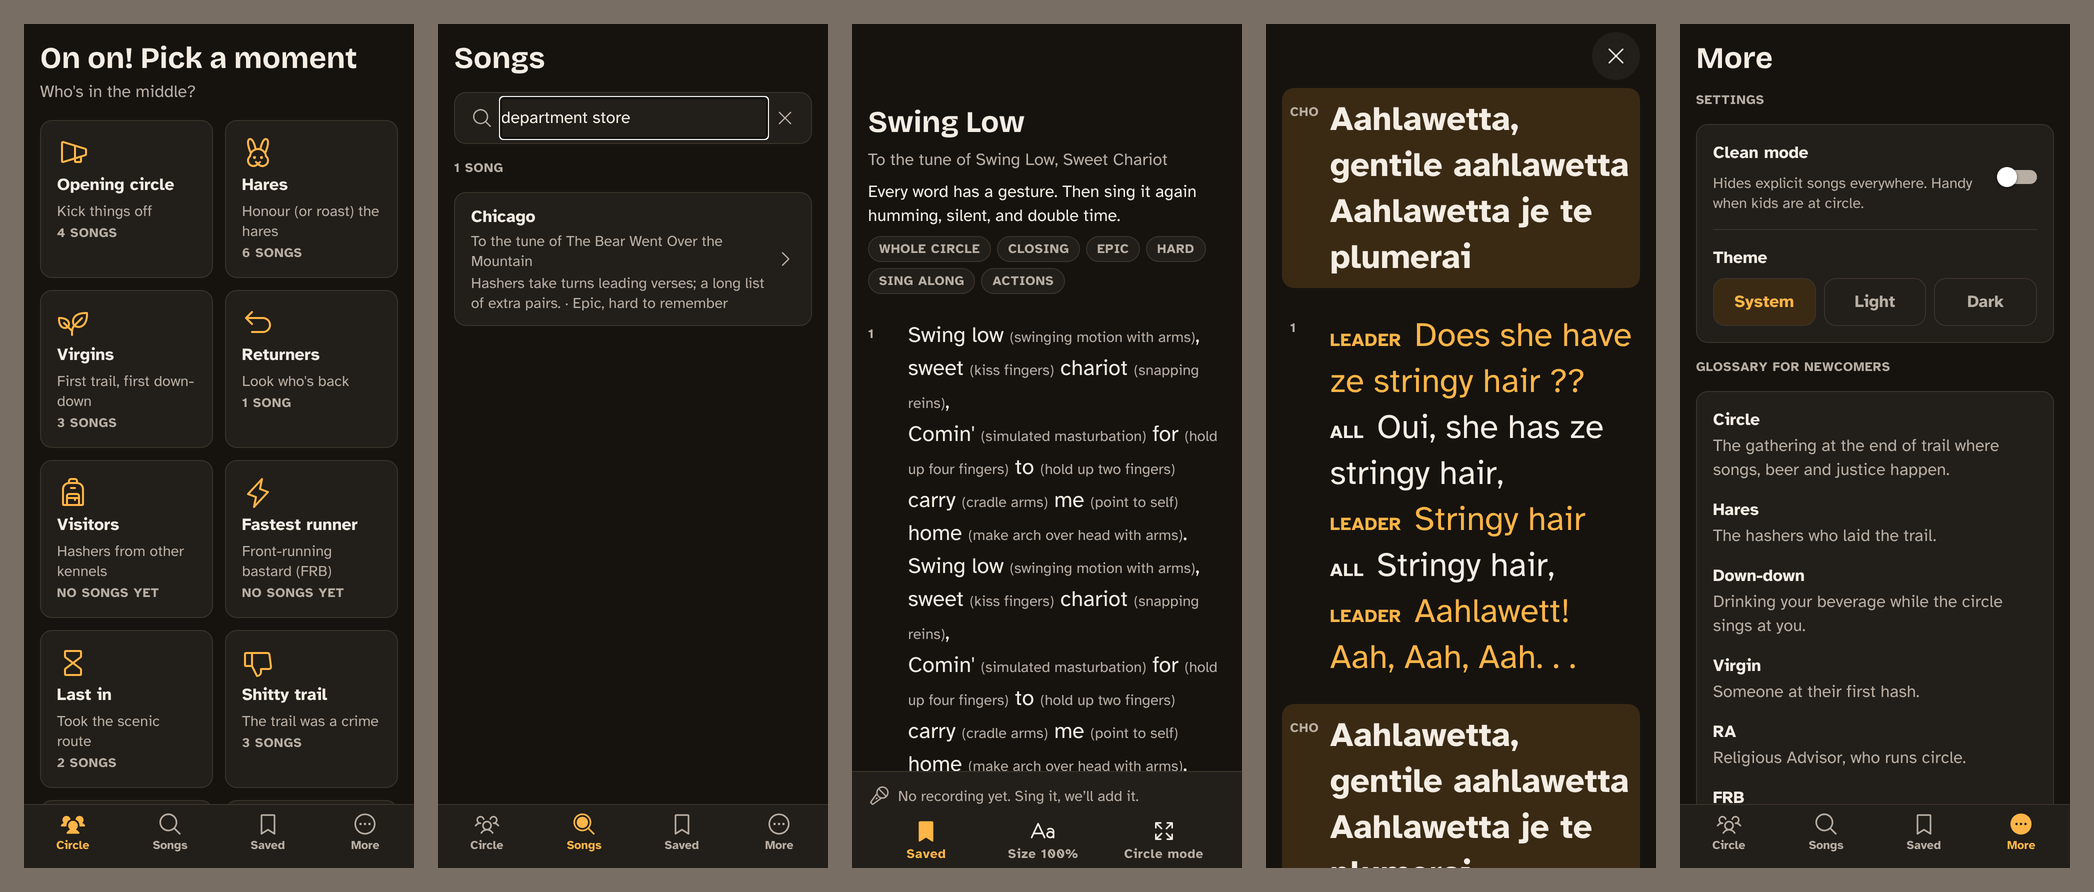 On on! Pick a moment
Who's in the middle?
Opening circle
Kick things off
4 SONGS
Hares
Honour (or roast) the
hares
6 SONGS
Virgins
First trail, first down-
down
3 SONGS
Returners
Look who's back
1 SONG
Visitors
Hashers from other
kennels
NO SONGS YET
Fastest runner
Front-running
bastard (FRB)
NO SONGS YET
Last in
Took the scenic
route
2 SONGS
Shitty trail
The trail was a crime
3 SONGS
Circle
Songs
Saved
More
Songs
department store
1 SONG
Chicago
To the tune of The Bear Went Over the
Mountain
Hashers take turns leading verses; a long list
of extra pairs. · Epic, hard to remember
Circle
Songs
Saved
More
Swing Low
To the tune of Swing Low, Sweet Chariot
Every word has a gesture. Then sing it again
humming, silent, and double time.
WHOLE CIRCLE
CLOSING
EPIC
HARD
SING ALONG
ACTIONS
1
Swing low (swinging motion with arms),
sweet (kiss fingers) chariot (snapping
reins),
Comin' (simulated masturbation) for (hold
up four fingers) to (hold up two fingers)
carry (cradle arms) me (point to self)
home (make arch over head with arms).
Swing low (swinging motion with arms),
sweet (kiss fingers) chariot (snapping
reins),
Comin' (simulated masturbation) for (hold
up four fingers) to (hold up two fingers)
carry (cradle arms) me (point to self)
home (make arch over head with arms).
No recording yet. Sing it, we'll add it.
Saved
Aa
Size 100%
Circle mode
CHO
Aahlawetta,
gentile aahlawetta
Aahlawetta je te
plumerai
1
LEADER Does she have
ze stringy hair ??
ALL Oui, she has ze
stringy hair,
LEADER Stringy hair
ALL Stringy hair,
LEADER Aahlawett!
Aah, Aah, Aah. . .
CHO
Aahlawetta,
gentile aahlawetta
Aahlawetta je te
plumerai
More
SETTINGS
Clean mode
Hides explicit songs everywhere. Handy
when kids are at circle.
Theme
System
Light
Dark
GLOSSARY FOR NEWCOMERS
Circle
The gathering at the end of trail where
songs, beer and justice happen.
Hares
The hashers who laid the trail.
Down-down
Drinking your beverage while the circle
sings at you.
Virgin
Someone at their first hash.
RA
Religious Advisor, who runs circle.
FRB
Circle
Songs
Saved
More